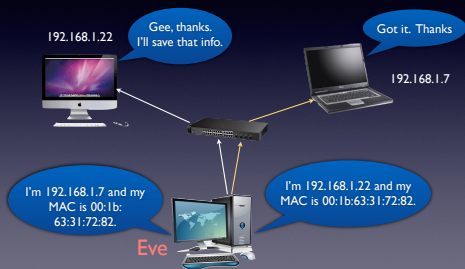 192.168.1.22
Gee, thanks.
I'll save that info.
Got it. Thanks
192.168.1.7
I'm 192.168.1.7 and my
MAC is 00:1b:
63:31:72:82.
I'm 192.168.1.22 and my
MAC is 00:1b:63:31:72:82.
Eve